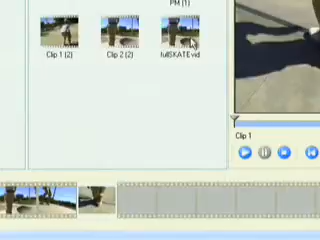 PM (1)
Clip 1 (2)
Clip 2 (2)
fullSKATEvid
Clip 1